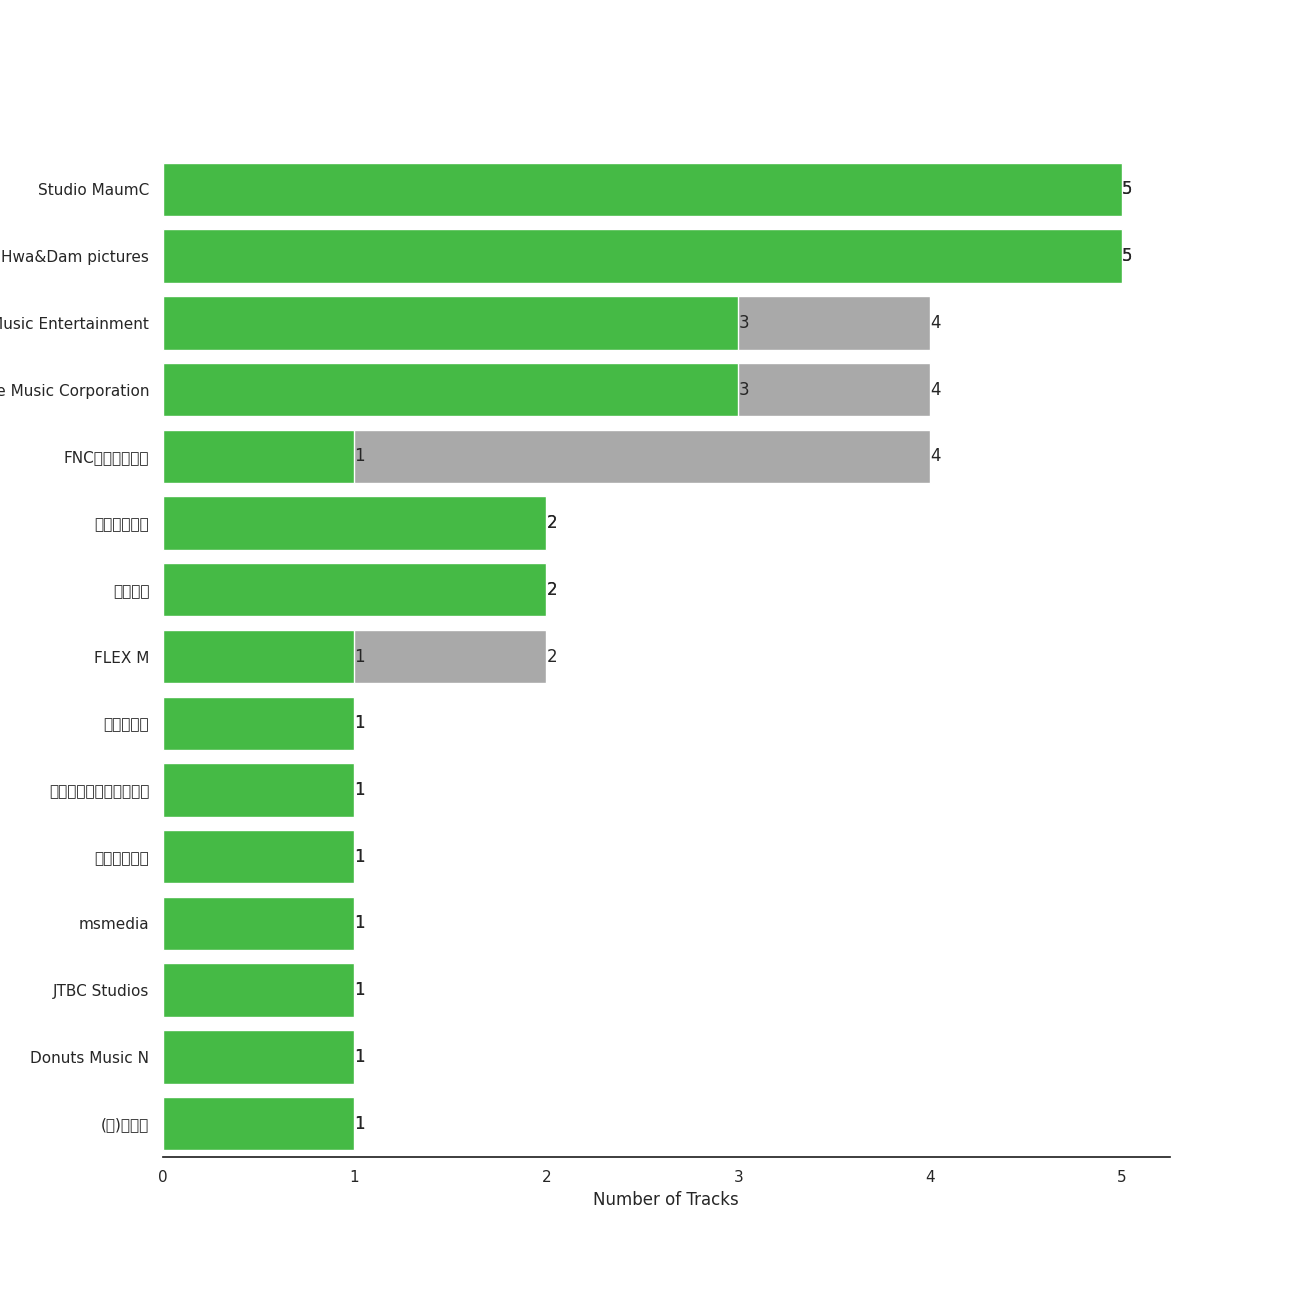 Studio MaumC 5
Hwa&Dam pictures 5
Music Entertainment 3 4
Music Corporation 3 4
FNC 1 4
2
2
FLEX M 1 2
1
1
1
msmedia 1
JTBC Studios 1
Donuts Music N 1
1
0 1 2 3 4 5
Number of Tracks